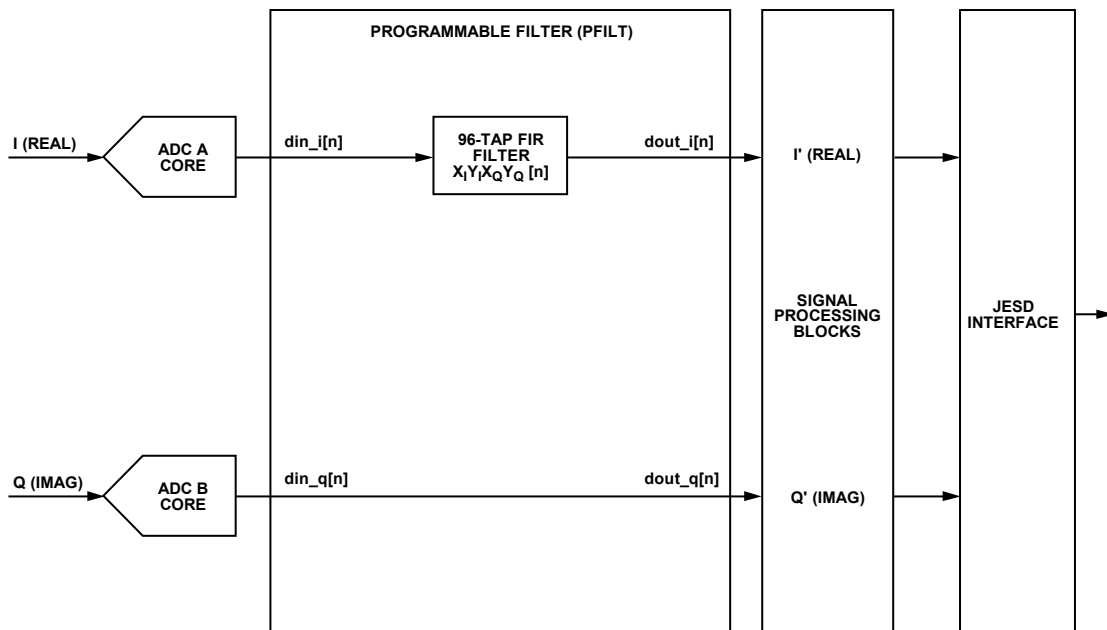 PROGRAMMABLE FILTER (PFILT)
I (REAL)
ADC A
CORE
din_i[n]
96-TAP FIR
FILTER
XIYIXQYQ [n]
dout_i[n]
I' (REAL)
SIGNAL
PROCESSING
BLOCKS
JESD
INTERFACE
Q (IMAG)
ADC B
CORE
din_q[n]
dout_q[n]
Q' (IMAG)